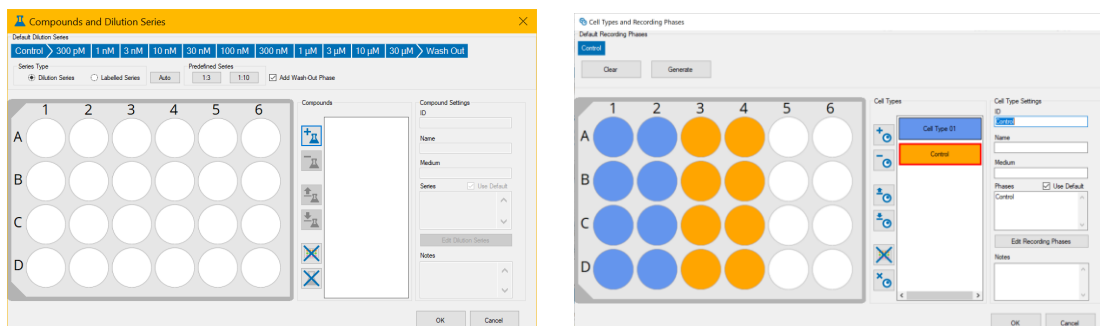 Compounds and Dilution Series
Default Dilution Series
Control 300 pM 1 nM 3 nM 10 nM 30 nM 100 nM 300 nM 1 µM 3 µM 10 µM 30 µM Wash Out
Series Type
Predefined Series
Dilution Series Labelled Series Auto 1:3 1:10 Add Wash-Out Phase
1 2 3 4 5 6
A
B
C
D
Compounds
Compound Settings
ID
Name
Medium
Series Use Default
Edit Dilution Series
Notes
OK Cancel
Cell Types and Recording Phases
Default Recording Phases
Control
Clear Generate
1 2 3 4 5 6
A
B
C
D
Cell Types
Cell Type 01
Control
Cell Type Settings
ID
Control
Name
Medium
Phases Use Default
Control
Edit Recording Phases
Notes
OK Cancel